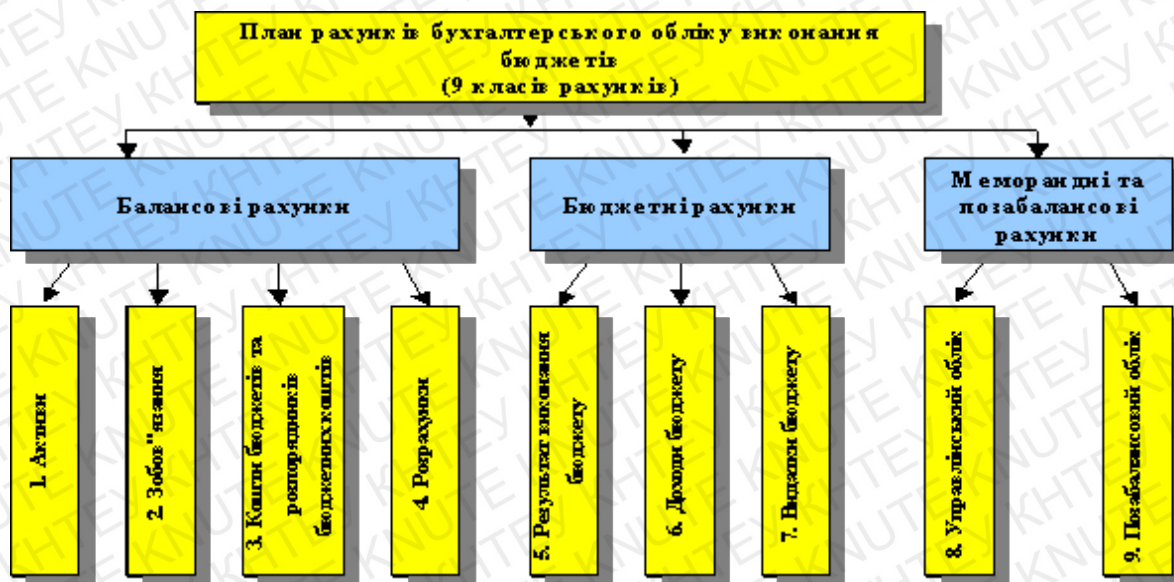 План рахунків бухгалтерського обліку виконання
бюджетів
(9 класів рахунків)
Балансові рахунки
Бюджетні рахунки
Меморандні та
позабалансові
рахунки
1. Активи
2. Зобов"язання
3. Кошти бюджетів та
розпорядників
бюджетних коштів
4. Розрахунки
5. Результат виконання
бюджету
6. Доходи бюджету
7. Видатки бюджету
8. Управлінський облік
9. Позабалансовий облік